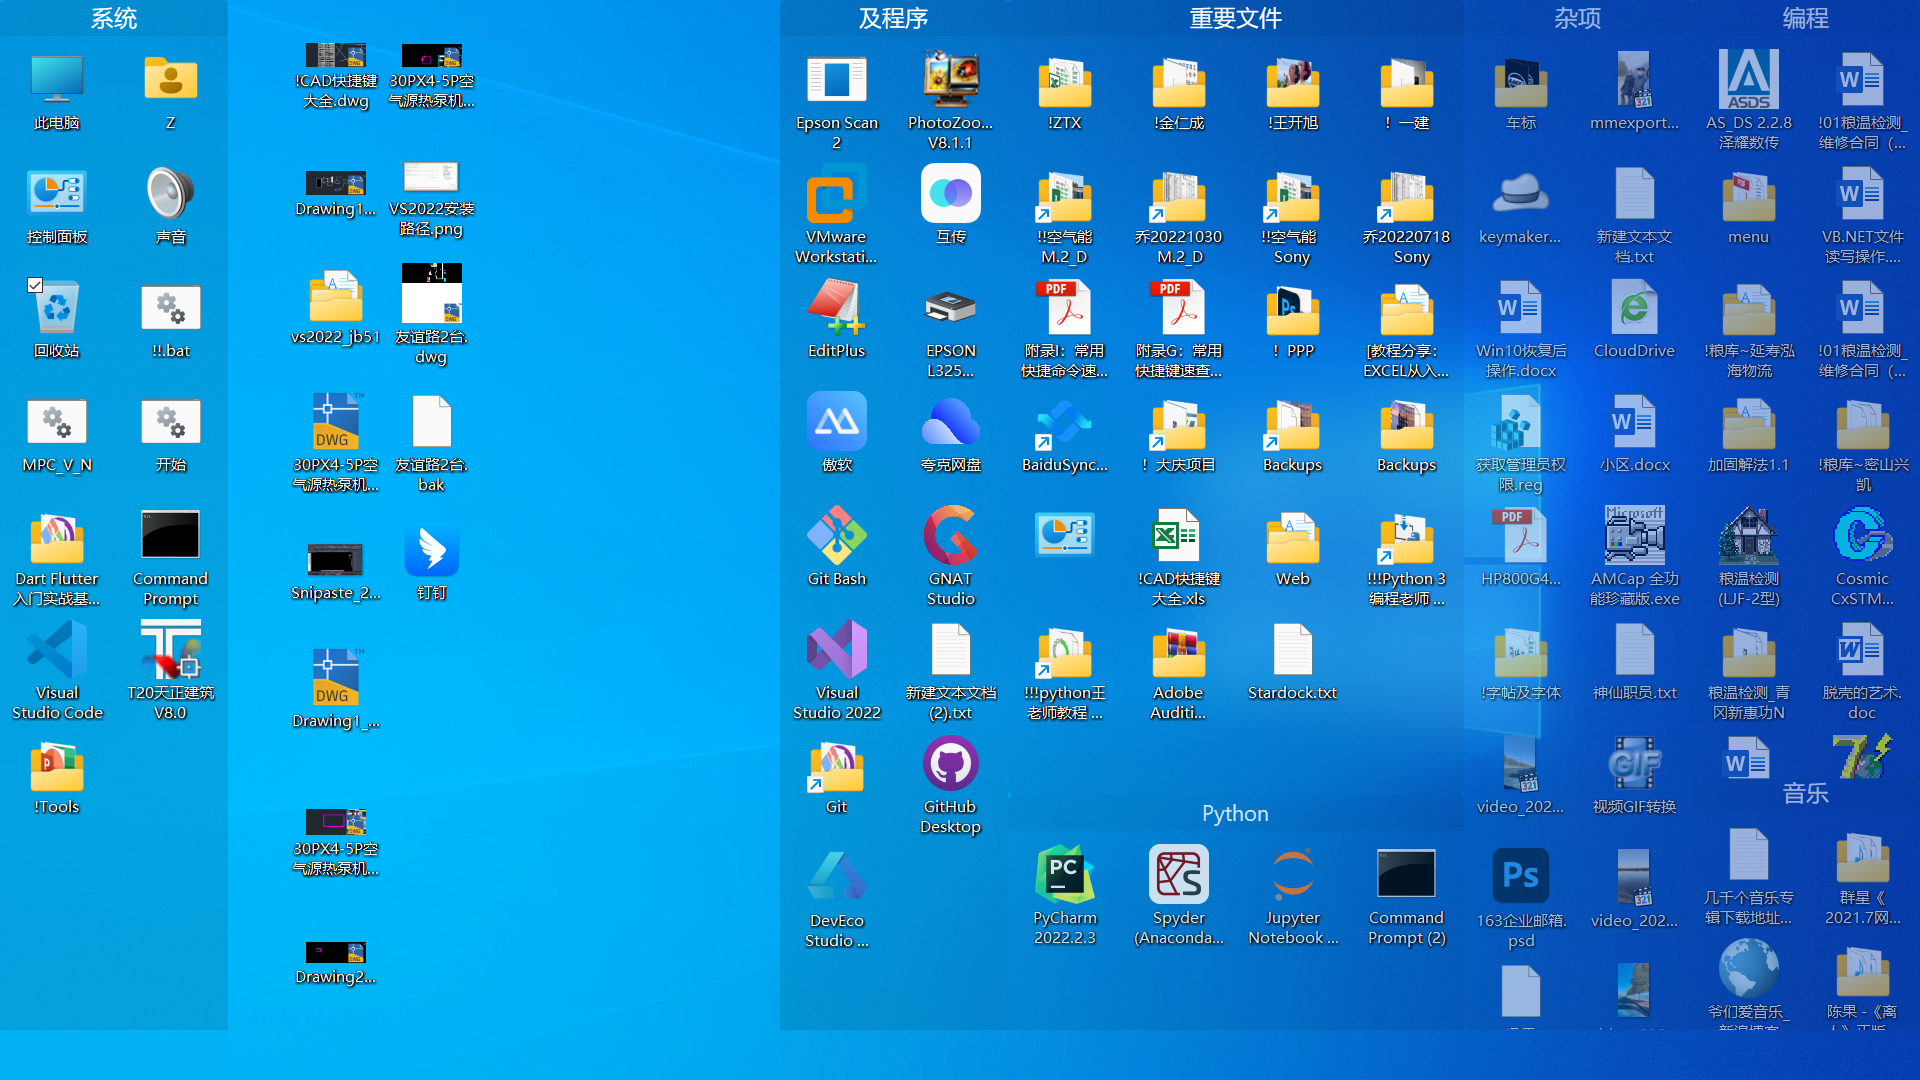 系统
此电脑
Z
控制面板
声音
回收站
!!.bat
MPC_V_N
开始
Dart Flutter
入门实战基...
Command
Prompt
Visual
Studio Code
T20天正建筑
V8.0
!Tools
!CAD快捷键
大全.dwg
30PX4-5P空
气源热泵机...
Drawing1...
VS2022安装
路径.png
vs2022_jb51
友谊路2台.
dwg
30PX4-5P空
气源热泵机...
友谊路2台.
bak
Snipaste_2...
钉钉
Drawing1_...
30PX4-5P空
气源热泵机...
Drawing2...
及程序
Epson Scan
2
PhotoZoo...
V8.1.1
VMware
Workstati...
互传
EditPlus
EPSON
L325...
傲软
夸克网盘
Git Bash
GNAT
Studio
Visual
Studio 2022
新建文本文档
(2).txt
Git
GitHub
Desktop
DevEco
Studio ...
重要文件
!ZTX
!金仁成
!王开旭
！一建
!!空气能
M.2_D
乔20221030
M.2_D
!!空气能
Sony
乔20220718
Sony
附录I：常用
快捷命令速...
附录G：常用
快捷键速查...
！PPP
[教程分享：
EXCEL从入...
BaiduSync...
！大庆项目
Backups
Backups
!CAD快捷键
大全.xls
Web
!!!Python 3
编程老师 ...
!!!python王
老师教程 ...
Adobe
Auditi...
Stardock.txt
Python
PyCharm
2022.2.3
Spyder
(Anaconda...
Jupyter
Notebook ...
Command
Prompt (2)
杂项
车标
mmexport...
keymaker...
新建文本文
档.txt
Win10恢复后
操作.docx
CloudDrive
获取管理员权
限.reg
小区.docx
HP800G4...
AMCap 全功
能珍藏版.exe
!字帖及字体
神仙职员.txt
video_202...
视频GIF转换
163企业邮箱.
psd
video_202...
编程
AS_DS 2.2.8
泽耀数传
!01粮温检测_
维修合同（...
menu
VB.NET文件
读写操作....
!粮库~延寿泓
海物流
!01粮温检测_
维修合同（...
加固解法1.1
!粮库~密山兴
凯
粮温检测
(LJF-2型)
Cosmic
CxSTM...
粮温检测_青
冈新惠功N
脱壳的艺术.
doc
音乐
几千个音乐专
辑下载地址...
群星《
2021.7网...
爷们爱音乐_
陈果 -《离